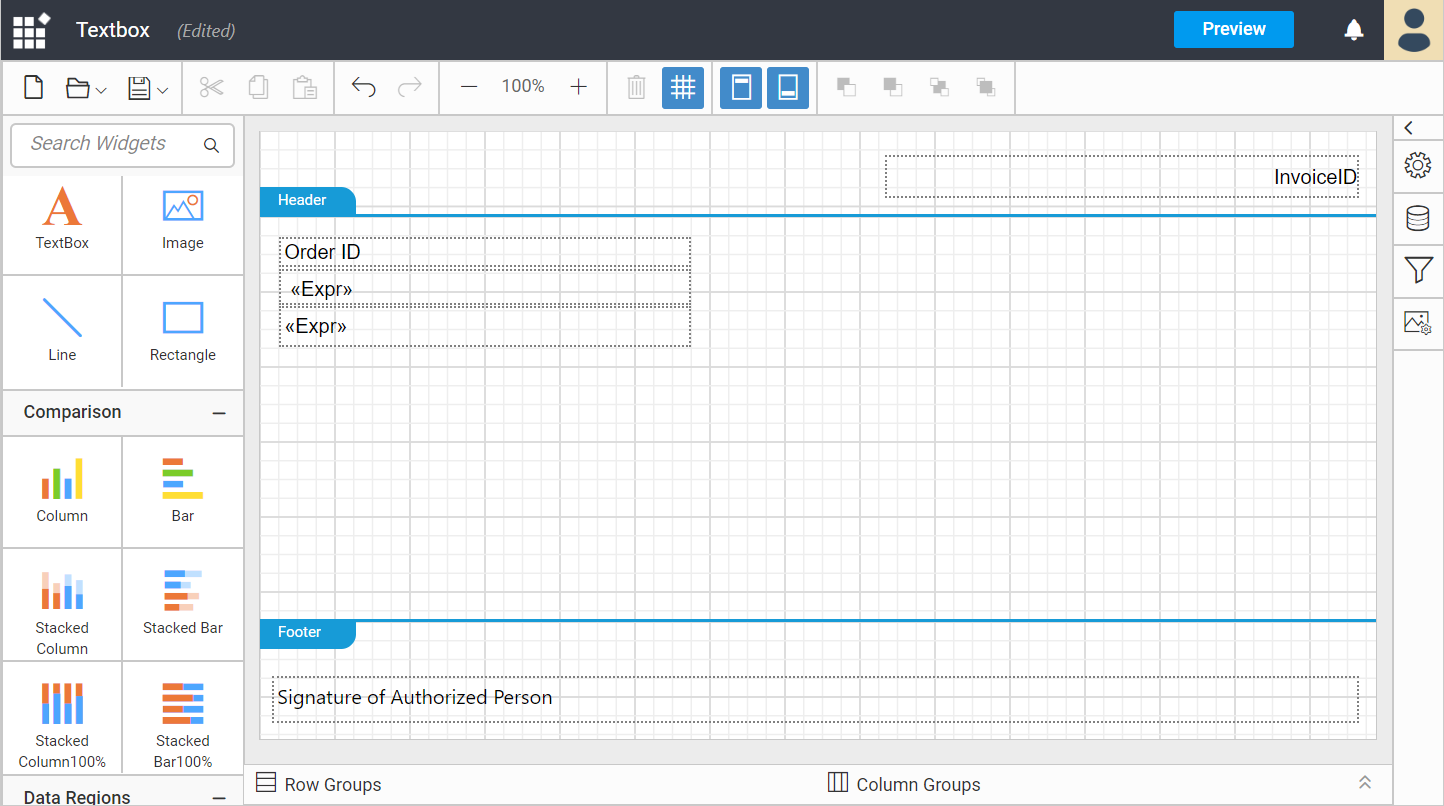 Textbox (Edited)
Preview
100%
Search Widgets
TextBox
Image
Line
Rectangle
Comparison
Column
Bar
Stacked
Column
Stacked Bar
Stacked
Column100%
Stacked
Bar100%
Data Regions
InvoiceID
Header
Order ID
«Expr»
«Expr»
Footer
Signature of Authorized Person
Row Groups
Column Groups